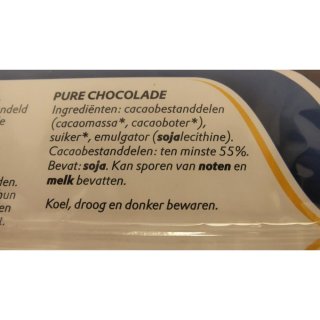 PURE CHOCOLADE
Ingrediënten: cacaobestanddelen
(cacaomassa*, cacaoboter*),
suiker*, emulgator (sojalecithine).
Cacaobestanddelen: ten minste 55%.
Bevat: soja. Kan sporen van noten en
melk bevatten.
Koel, droog en donker bewaren.